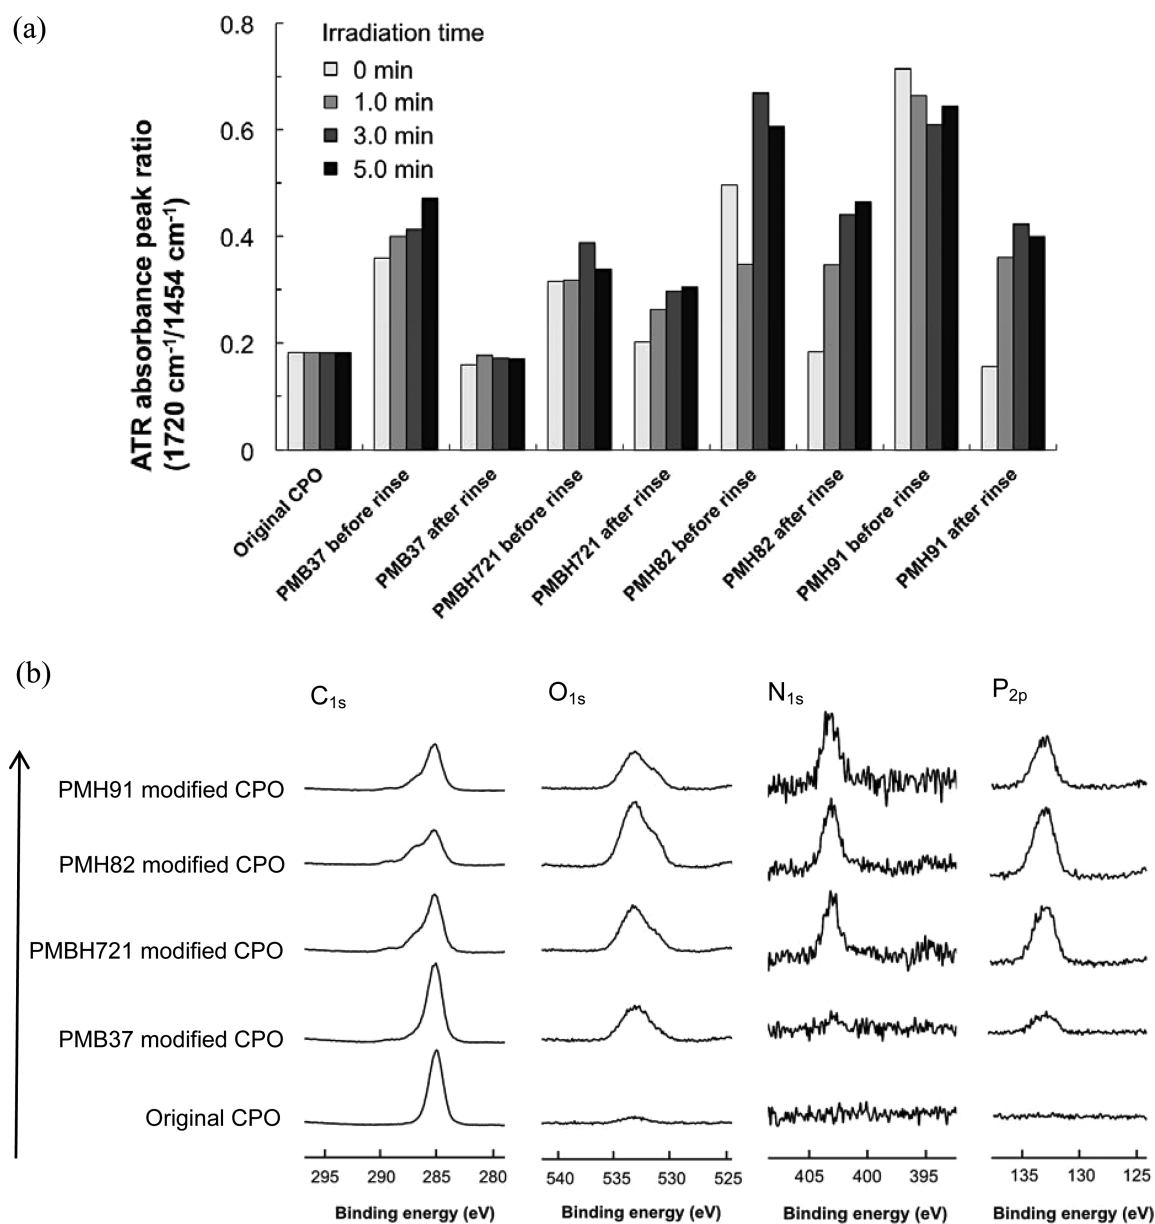 (a)
0.8
0.6
0.4
0.2
0
ATR absorbance peak ratio
(1720 cm⁻¹/1454 cm⁻¹)
Irradiation time
0 min
1.0 min
3.0 min
5.0 min
Original CPO
PMB37 before rinse
PMB37 after rinse
PMBH721 before rinse
PMBH721 after rinse
PMH82 before rinse
PMH82 after rinse
PMH91 before rinse
PMH91 after rinse
(b)
C₁ₛ O₁ₛ N₁ₛ P₂ₚ
PMH91 modified CPO
PMH82 modified CPO
PMBH721 modified CPO
PMB37 modified CPO
Original CPO
295 290 285 280 540 535 530 525 405 400 395 135 130 125
Binding energy (eV) Binding energy (eV) Binding energy (eV) Binding energy (eV)